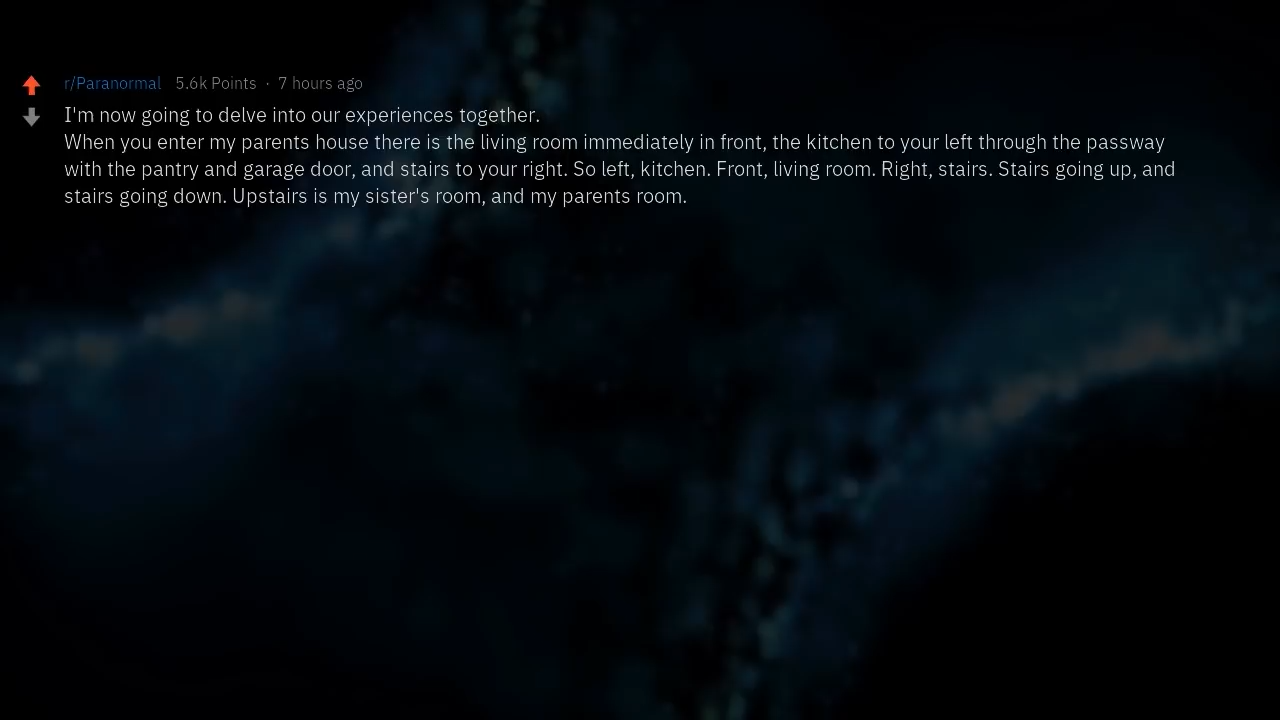 r/Paranormal 5.6k Points · 7 hours ago
I'm now going to delve into our experiences together.
When you enter my parents house there is the living room immediately in front, the kitchen to your left through the passway
with the pantry and garage door, and stairs to your right. So left, kitchen. Front, living room. Right, stairs. Stairs going up, and
stairs going down. Upstairs is my sister's room, and my parents room.